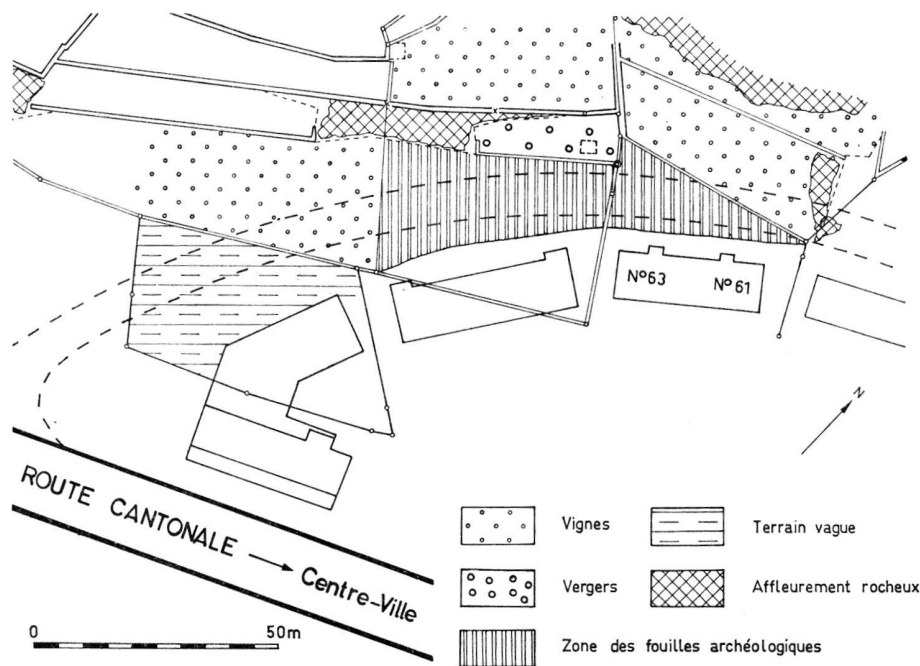 N° 63
N° 61
N
ROUTE CANTONALE → Centre-Ville
0 50m
Vignes
Terrain vague
Vergers
Affleurement rocheux
Zone des fouilles archéologiques